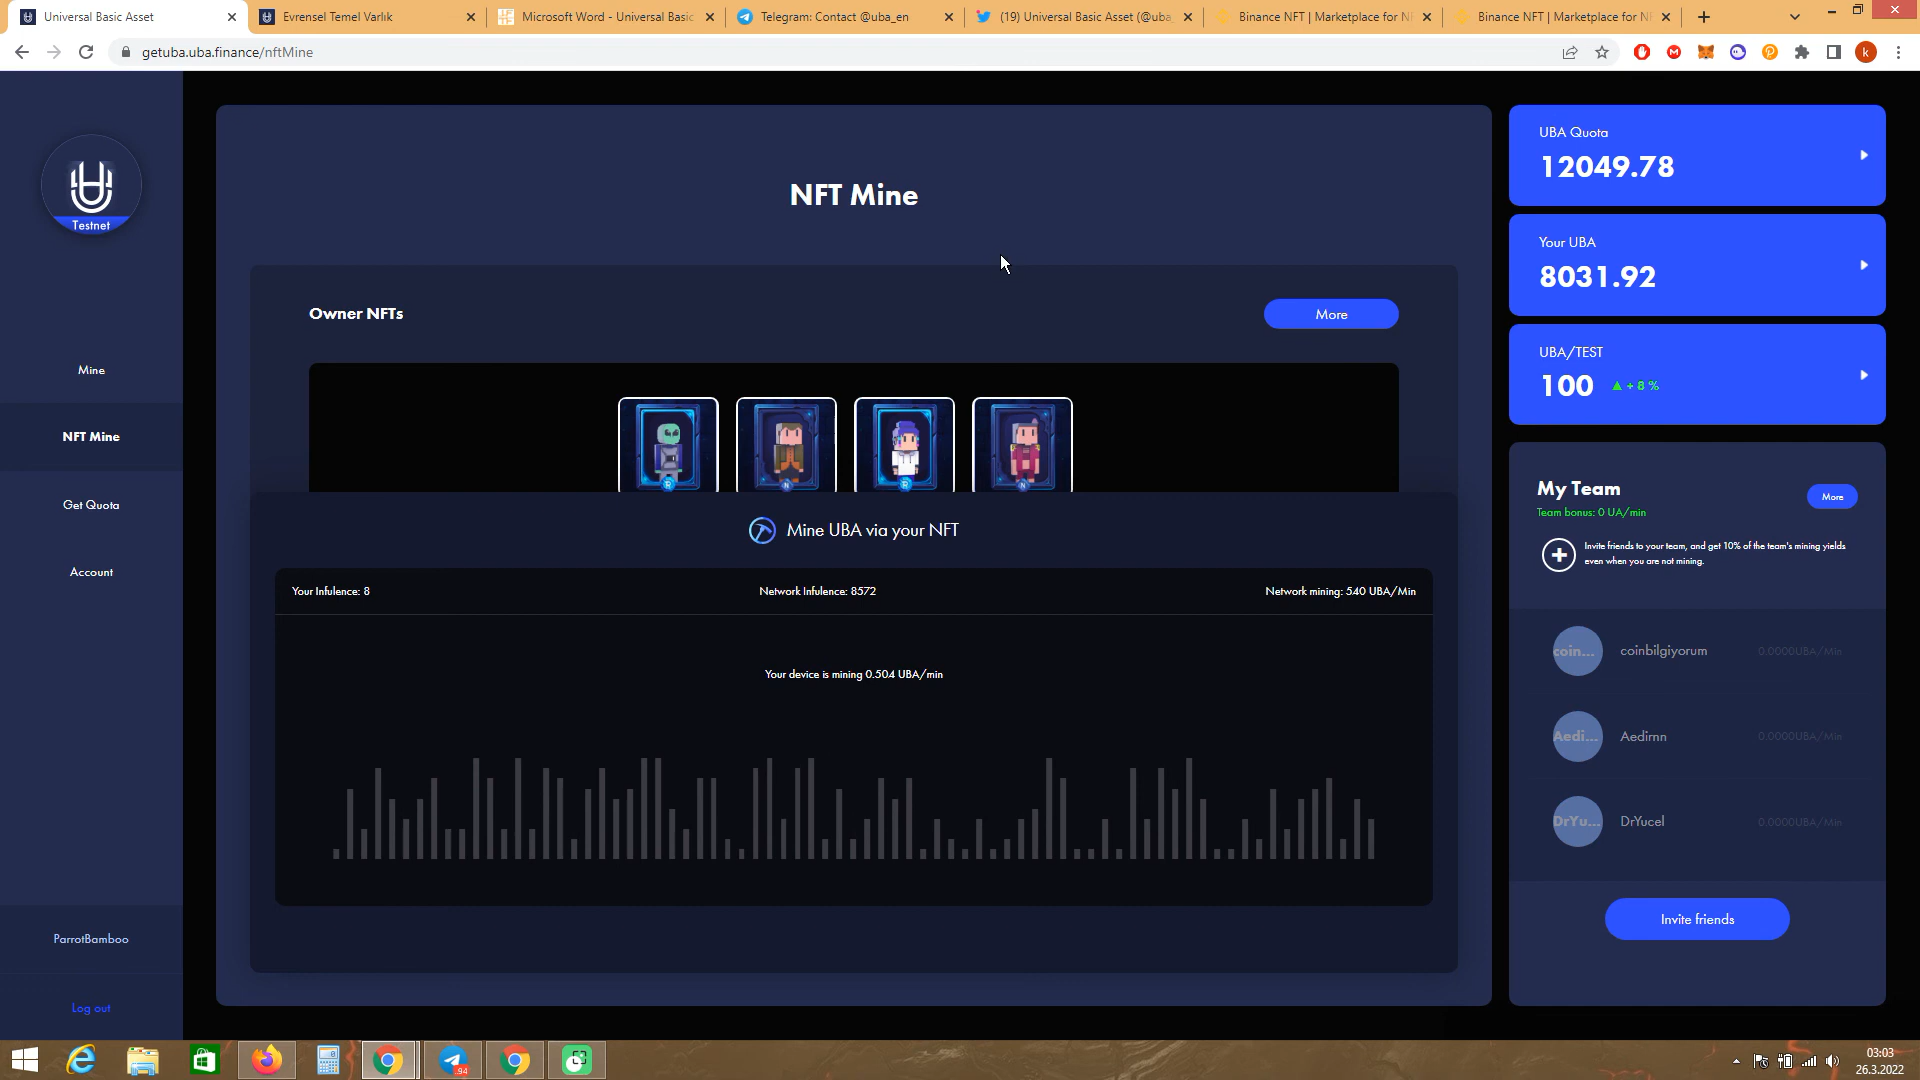 Universal Basic Asset
Evrensel Temel Varlık
Microsoft Word - Universal Basic
Telegram: Contact @uba_en
(19) Universal Basic Asset (@uba_
Binance NFT | Marketplace for NF
Binance NFT | Marketplace for NF
getuba.uba.finance/nftMine
k
Testnet
Mine
NFT Mine
Get Quota
Account
ParrotBamboo
Log out
NFT Mine
Owner NFTs
More
R
N
R
N
Mine UBA via your NFT
Your Infulence: 8
Network Infulence: 8572
Network mining: 540 UBA/Min
Your device is mining 0.504 UBA/min
UBA Quota
12049.78
Your UBA
8031.92
UBA/TEST
100
+ 8 %
My Team
More
Team bonus: 0 UA/min
Invite friends to your team, and get 10% of the team's mining yields
even when you are not mining.
coin...
coinbilgiyorum
0.0000UBA/Min
Aedi...
Aedirnn
0.0000UBA/Min
DrYu...
DrYucel
0.0000UBA/Min
Invite friends
94
03:03
26.3.2022